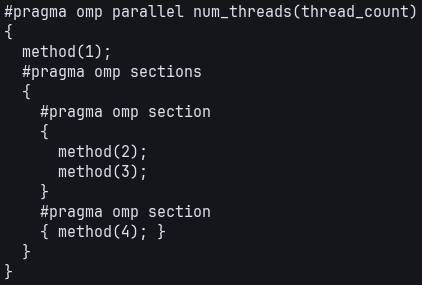 #pragma omp parallel num_threads(thread_count)
{
  method(1);
  #pragma omp sections
  {
    #pragma omp section
    {
      method(2);
      method(3);
    }
    #pragma omp section
    { method(4); }
  }
}